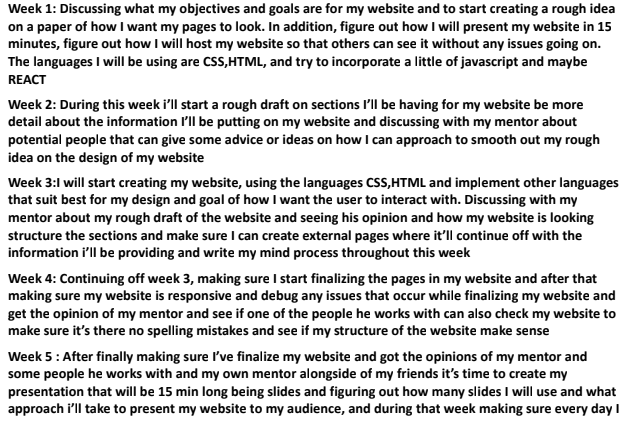 Week 1: Discussing what my objectives and goals are for my website and to start creating a rough idea
on a paper of how I want my pages to look. In addition, figure out how I will present my website in 15
minutes, figure out how I will host my website so that others can see it without any issues going on.
The languages I will be using are CSS,HTML, and try to incorporate a little of javascript and maybe
REACT
Week 2: During this week i'll start a rough draft on sections I'll be having for my website be more
detail about the information I'll be putting on my website and discussing with my mentor about
potential people that can give some advice or ideas on how I can approach to smooth out my rough
idea on the design of my website
Week 3:I will start creating my website, using the languages CSS,HTML and implement other languages
that suit best for my design and goal of how I want the user to interact with. Discussing with my
mentor about my rough draft of the website and seeing his opinion and how my website is looking
structure the sections and make sure I can create external pages where it'll continue off with the
information i'll be providing and write my mind process throughout this week
Week 4: Continuing off week 3, making sure I start finalizing the pages in my website and after that
making sure my website is responsive and debug any issues that occur while finalizing my website and
get the opinion of my mentor and see if one of the people he works with can also check my website to
make sure it's there no spelling mistakes and see if my structure of the website make sense
Week 5 : After finally making sure I've finalize my website and got the opinions of my mentor and
some people he works with and my own mentor alongside of my friends it's time to create my
presentation that will be 15 min long being slides and figuring out how many slides I will use and what
approach i'll take to present my website to my audience, and during that week making sure every day I